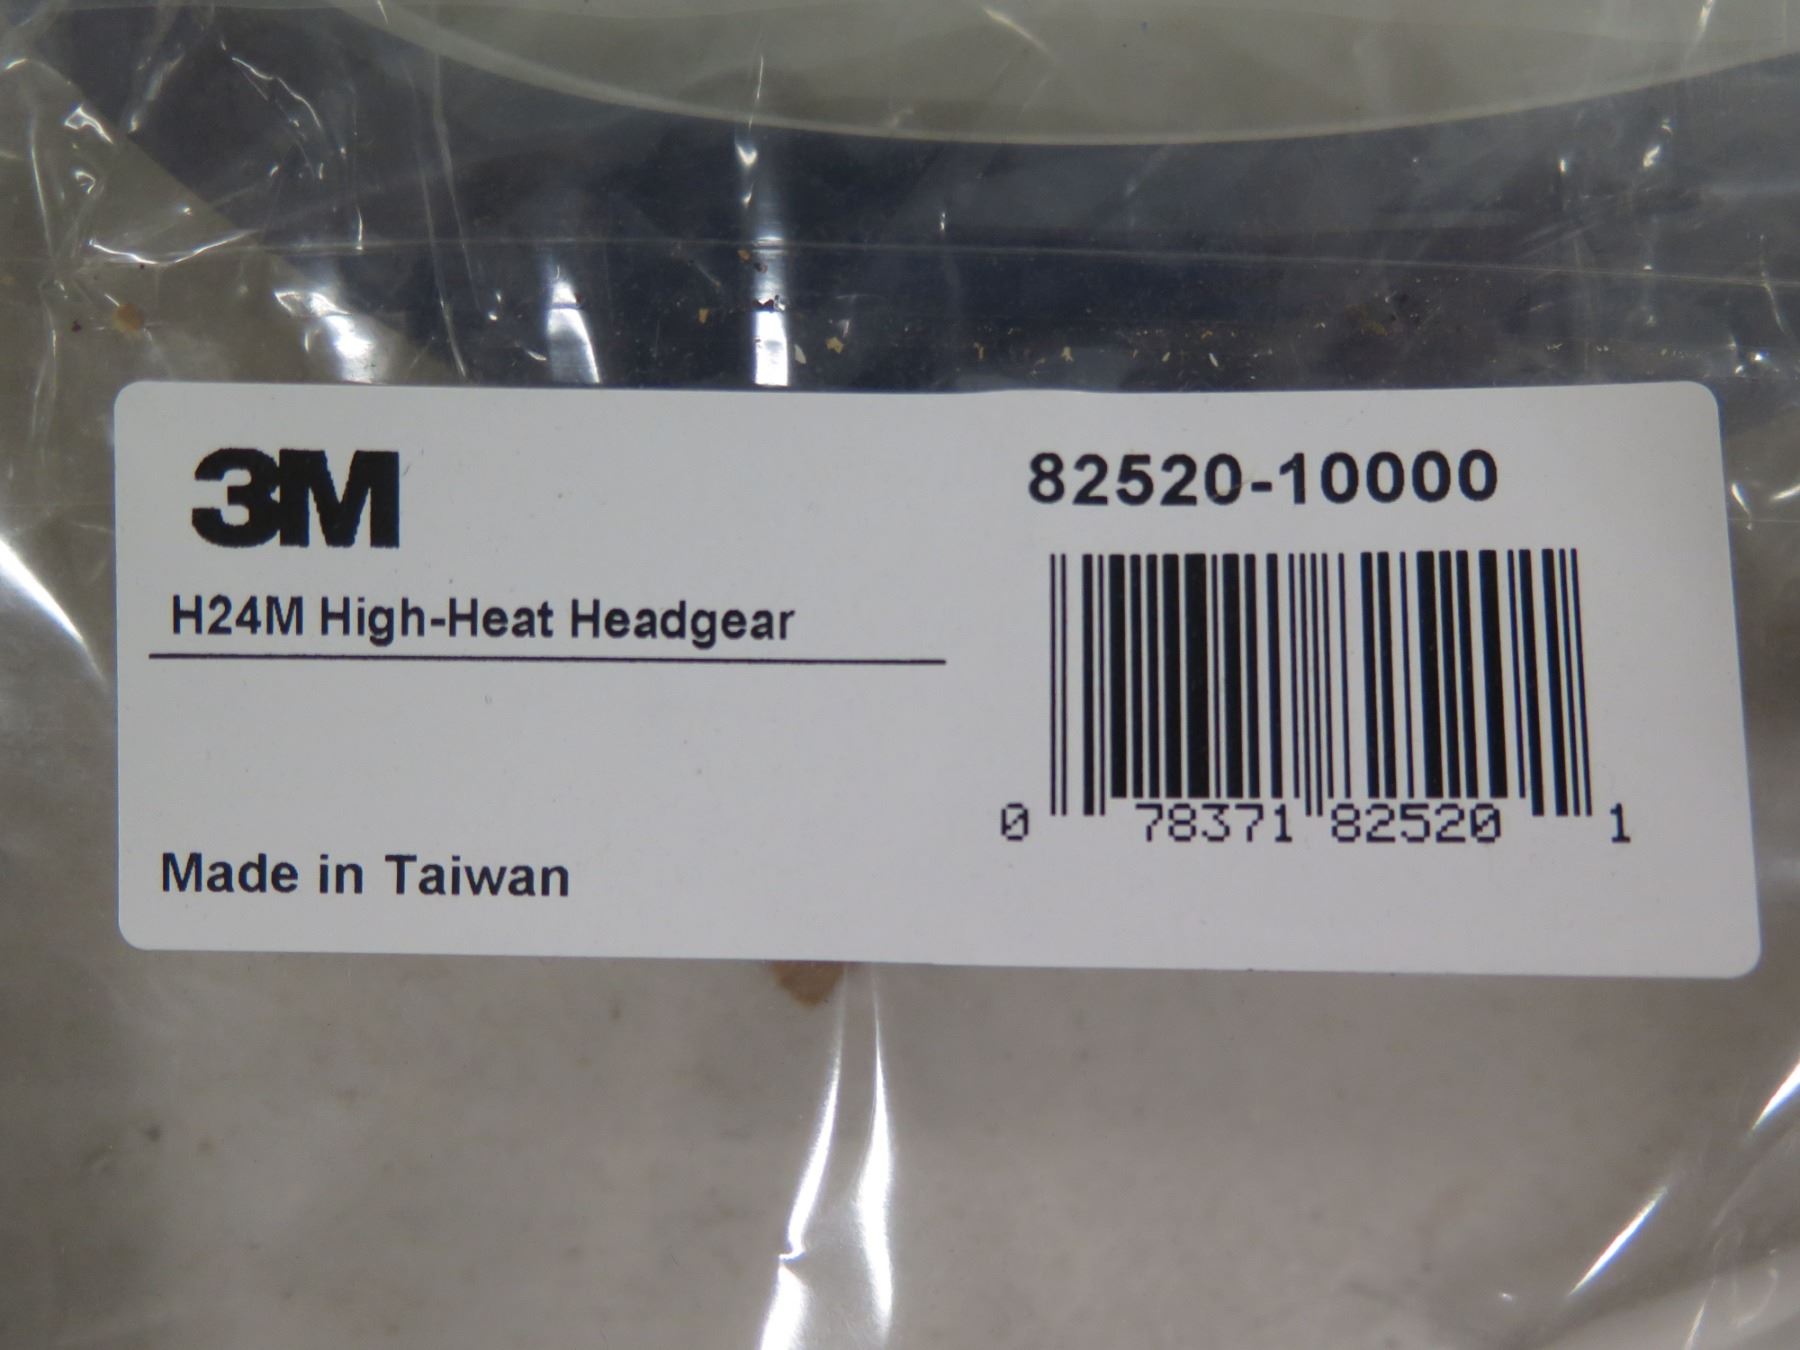 3M
H24M High-Heat Headgear
Made in Taiwan
82520-10000
0 78371 82520 1